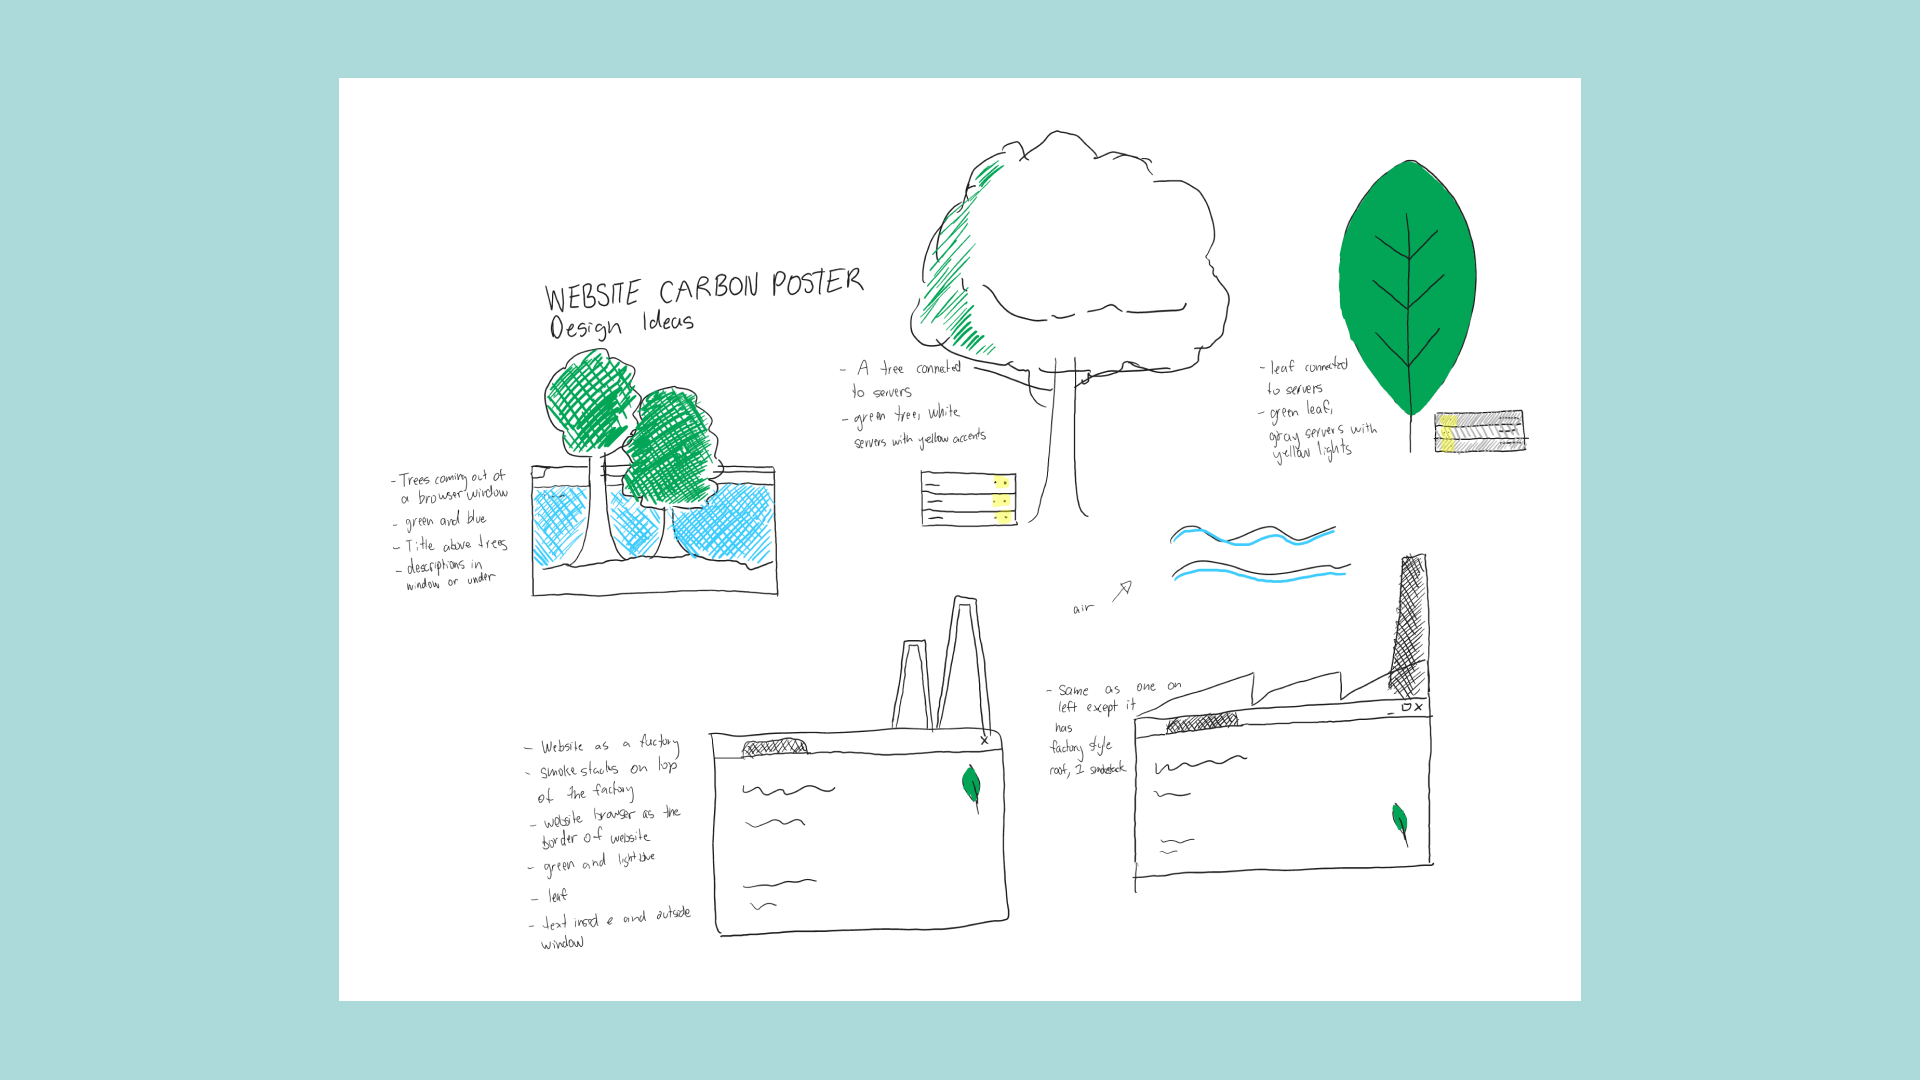 WEBSITE CARBON POSTER
Design Ideas
- Trees coming out of
a browser window
- green and blue
- Title above trees
- descriptions in
window or under
- A tree connected
to servers
- green tree, white
servers with yellow accents
- leaf connected
to servers
- green leaf,
gray servers with
yellow lights
air
- Website as a factory
- smoke stacks on top
of the factory
- website browser as the
border of website
- green and light blue
- leaf
- text inside and outside
window
- Same as one on
left except it
has
factory style
roof, 1 smokestack